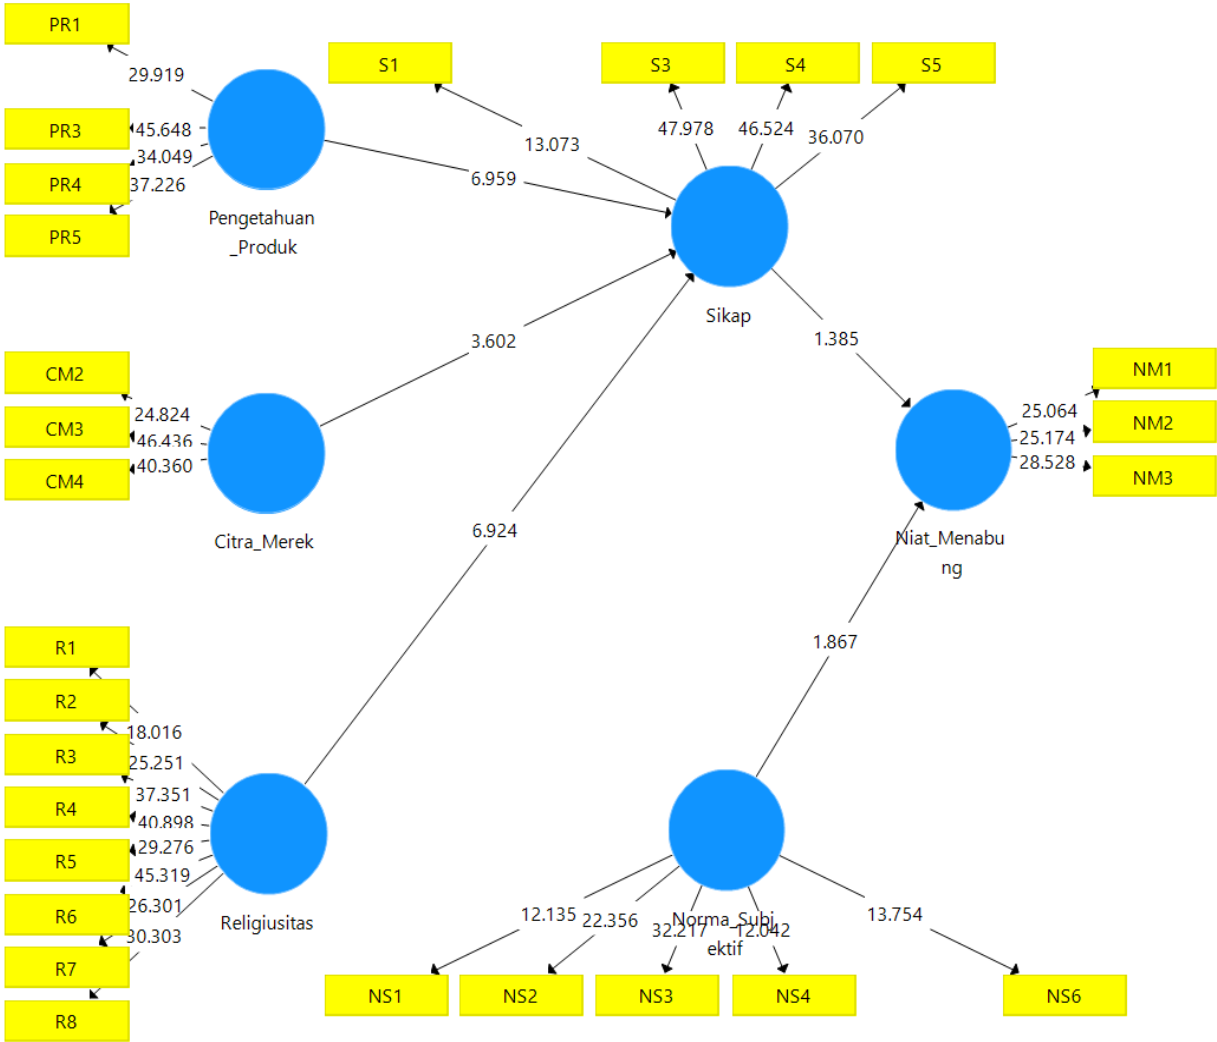 PR1
29.919
PR3
45.648
34.049
PR4
37.226
PR5
Pengetahuan
_Produk
S1
S3
S4
S5
13.073
47.978
46.524
36.070
6.959
Sikap
3.602
1.385
CM2
24.824
CM3
46.436
CM4
40.360
Citra_Merek
6.924
NM1
25.064
NM2
25.174
28.528
NM3
Niat_Menabu
ng
1.867
R1
R2
18.016
R3
25.251
37.351
R4
40.898
29.276
R5
45.319
26.301
R6
30.303
R7
R8
Religiusitas
Norma_Subj
ektif
12.135
22.356
32.217
12.042
13.754
NS1
NS2
NS3
NS4
NS6